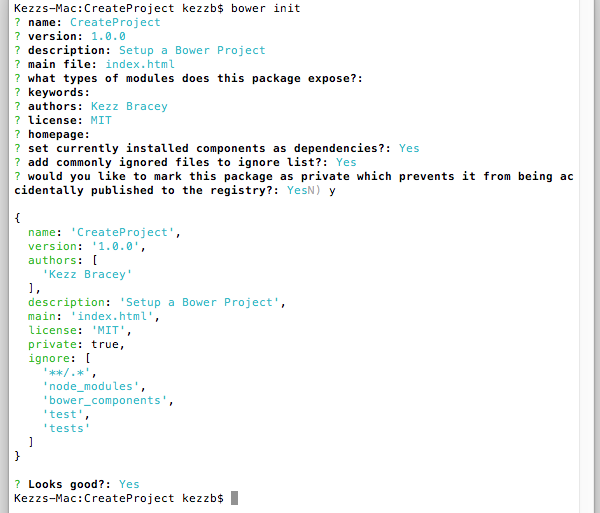 Kezzs-Mac:CreateProject kezzb$ bower init
? name: CreateProject
? version: 1.0.0
? description: Setup a Bower Project
? main file: index.html
? what types of modules does this package expose?:
? keywords:
? authors: Kezz Bracey
? license: MIT
? homepage:
? set currently installed components as dependencies?: Yes
? add commonly ignored files to ignore list?: Yes
? would you like to mark this package as private which prevents it from being ac
cidentally published to the registry?: YesN) y
{
  name: 'CreateProject',
  version: '1.0.0',
  authors: [
    'Kezz Bracey'
  ],
  description: 'Setup a Bower Project',
  main: 'index.html',
  license: 'MIT',
  private: true,
  ignore: [
    '**/.*',
    'node_modules',
    'bower_components',
    'test',
    'tests'
  ]
}
? Looks good?: Yes
Kezzs-Mac:CreateProject kezzb$